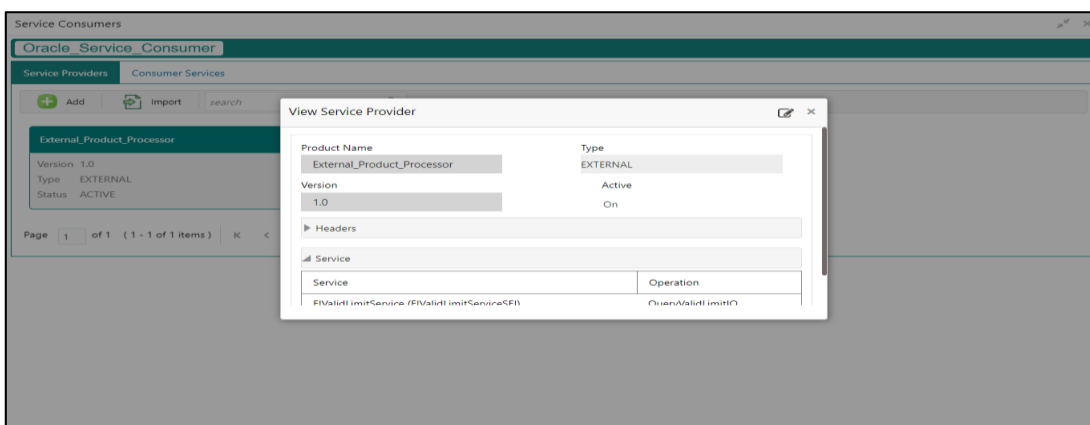 Service Consumers
Oracle_Service_Consumer
Service Providers Consumer Services
Add Import search
External_Product_Processor
Version 1.0
Type EXTERNAL
Status ACTIVE
Page 1 of 1 (1 - 1 of 1 items)
View Service Provider
Product Name Type
External_Product_Processor EXTERNAL
Version Active
1.0 On
Headers
Service
Service Operation